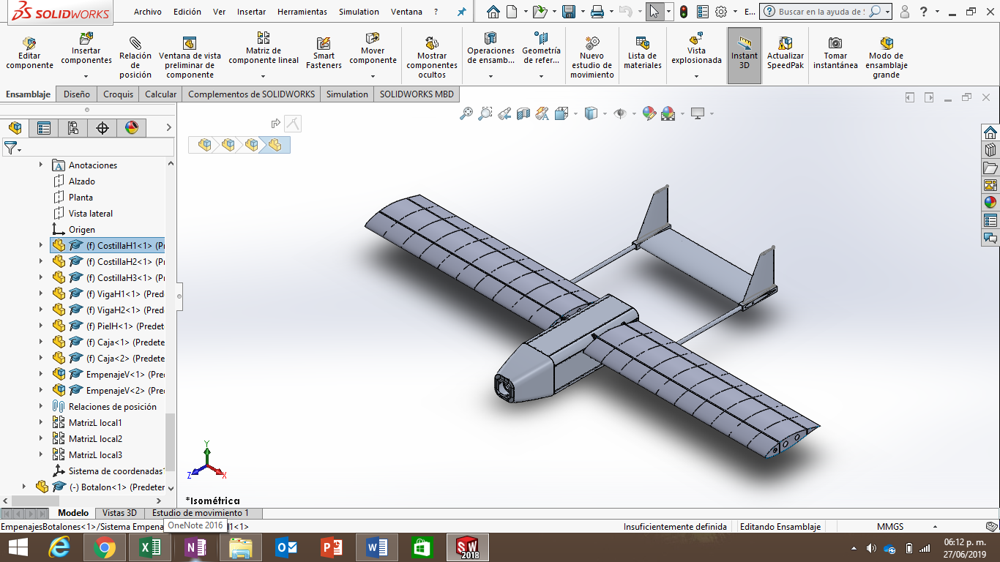 SOLIDWORKS
Archivo Edición Ver Insertar Herramientas Simulation Ventana ?
E...
Buscar en la ayuda de S
?
Editar componente
Insertar componentes
Relación de posición
Ventana de vista preliminar de componente
Matriz de componente lineal
Smart Fasteners
Mover componente
Mostrar componentes ocultos
Operaciones de ensamb...
Geometría de refer...
Nuevo estudio de movimiento
Lista de materiales
Vista explosionada
Instant 3D
Actualizar SpeedPak
Tomar instantánea
Modo de ensamblaje grande
Ensamblaje Diseño Croquis Calcular Complementos de SOLIDWORKS Simulation SOLIDWORKS MBD
Anotaciones
Alzado
Planta
Vista lateral
Origen
(f) CostillaH1<1> (Pr
(f) CostillaH2<1> (Pr
(f) CostillaH3<1> (Pr
(f) VigaH1<1> (Pred
(f) VigaH2<1> (Pred
(f) PielH<1> (Predet
(f) Caja<1> (Predete
(f) Caja<2> (Predete
EmpenajeV<1> (Pre
EmpenajeV<2> (Pre
Relaciones de posición
MatrizL local1
MatrizL local2
MatrizL local3
Sistema de coordenadas1
(-) Botalon<1> (Predeter
Y
Z
X
*Isométrica
Modelo Vistas 3D Estudio de movimiento 1
EmpenajesBotalones<1>/Sistema Empena
OneNote 2016
H1<1>
Insuficientemente definida Editando Ensamblaje MMGS
SW 2018
06:12 p. m.
27/06/2019